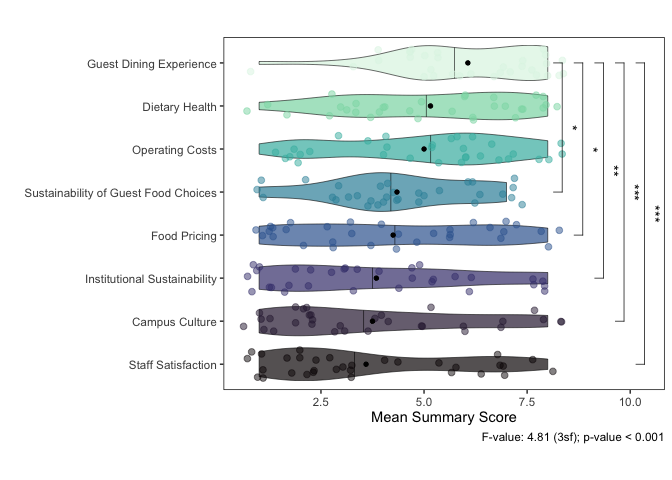 Guest Dining Experience
Dietary Health
Operating Costs
Sustainability of Guest Food Choices
Food Pricing
Institutional Sustainability
Campus Culture
Staff Satisfaction
*
*
**
***
***
2.5 5.0 7.5 10.0
Mean Summary Score
F-value: 4.81 (3sf); p-value < 0.001